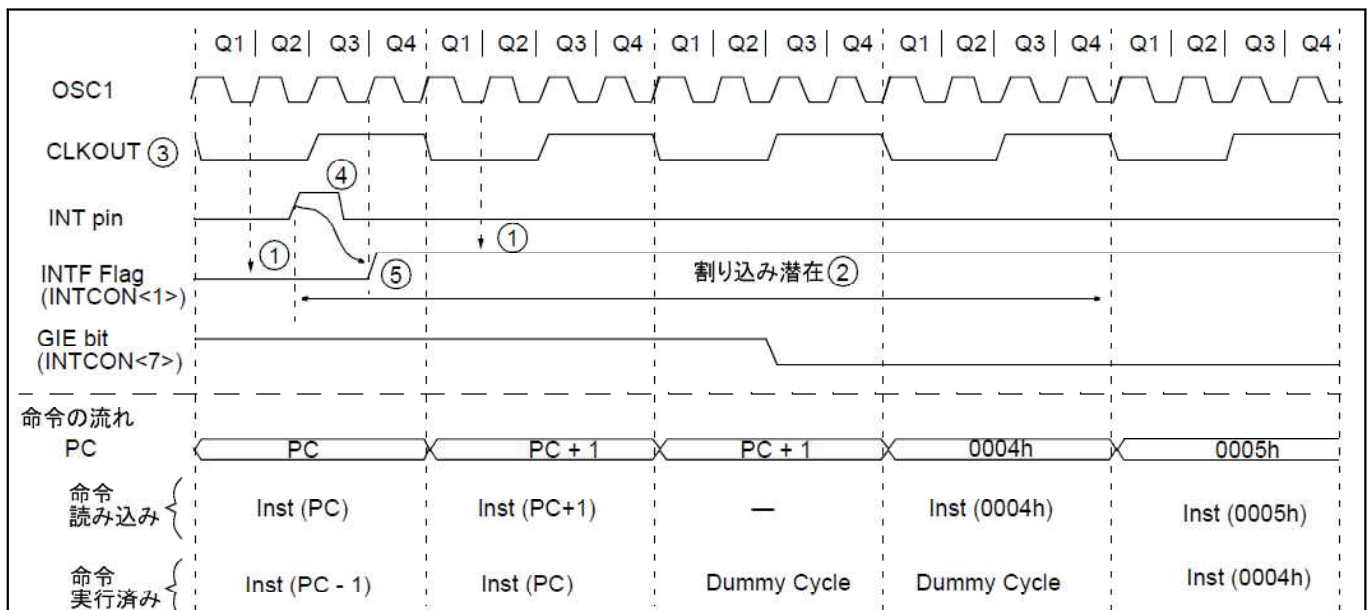 Q1 | Q2 | Q3 | Q4 Q1 | Q2 | Q3 | Q4 Q1 | Q2 | Q3 | Q4 Q1 | Q2 | Q3 | Q4 Q1 | Q2 | Q3 | Q4
OSC1
CLKOUT ③
④
INT pin
① ①
INTF Flag
(INTCON<1>)
⑤ 割り込み潜在②
GIE bit
(INTCON<7>)
命令の流れ
PC PC PC + 1 PC + 1 0004h 0005h
命令
読み込み
Inst (PC) Inst (PC+1) — Inst (0004h) Inst (0005h)
命令
実行済み
Inst (PC - 1) Inst (PC) Dummy Cycle Dummy Cycle Inst (0004h)